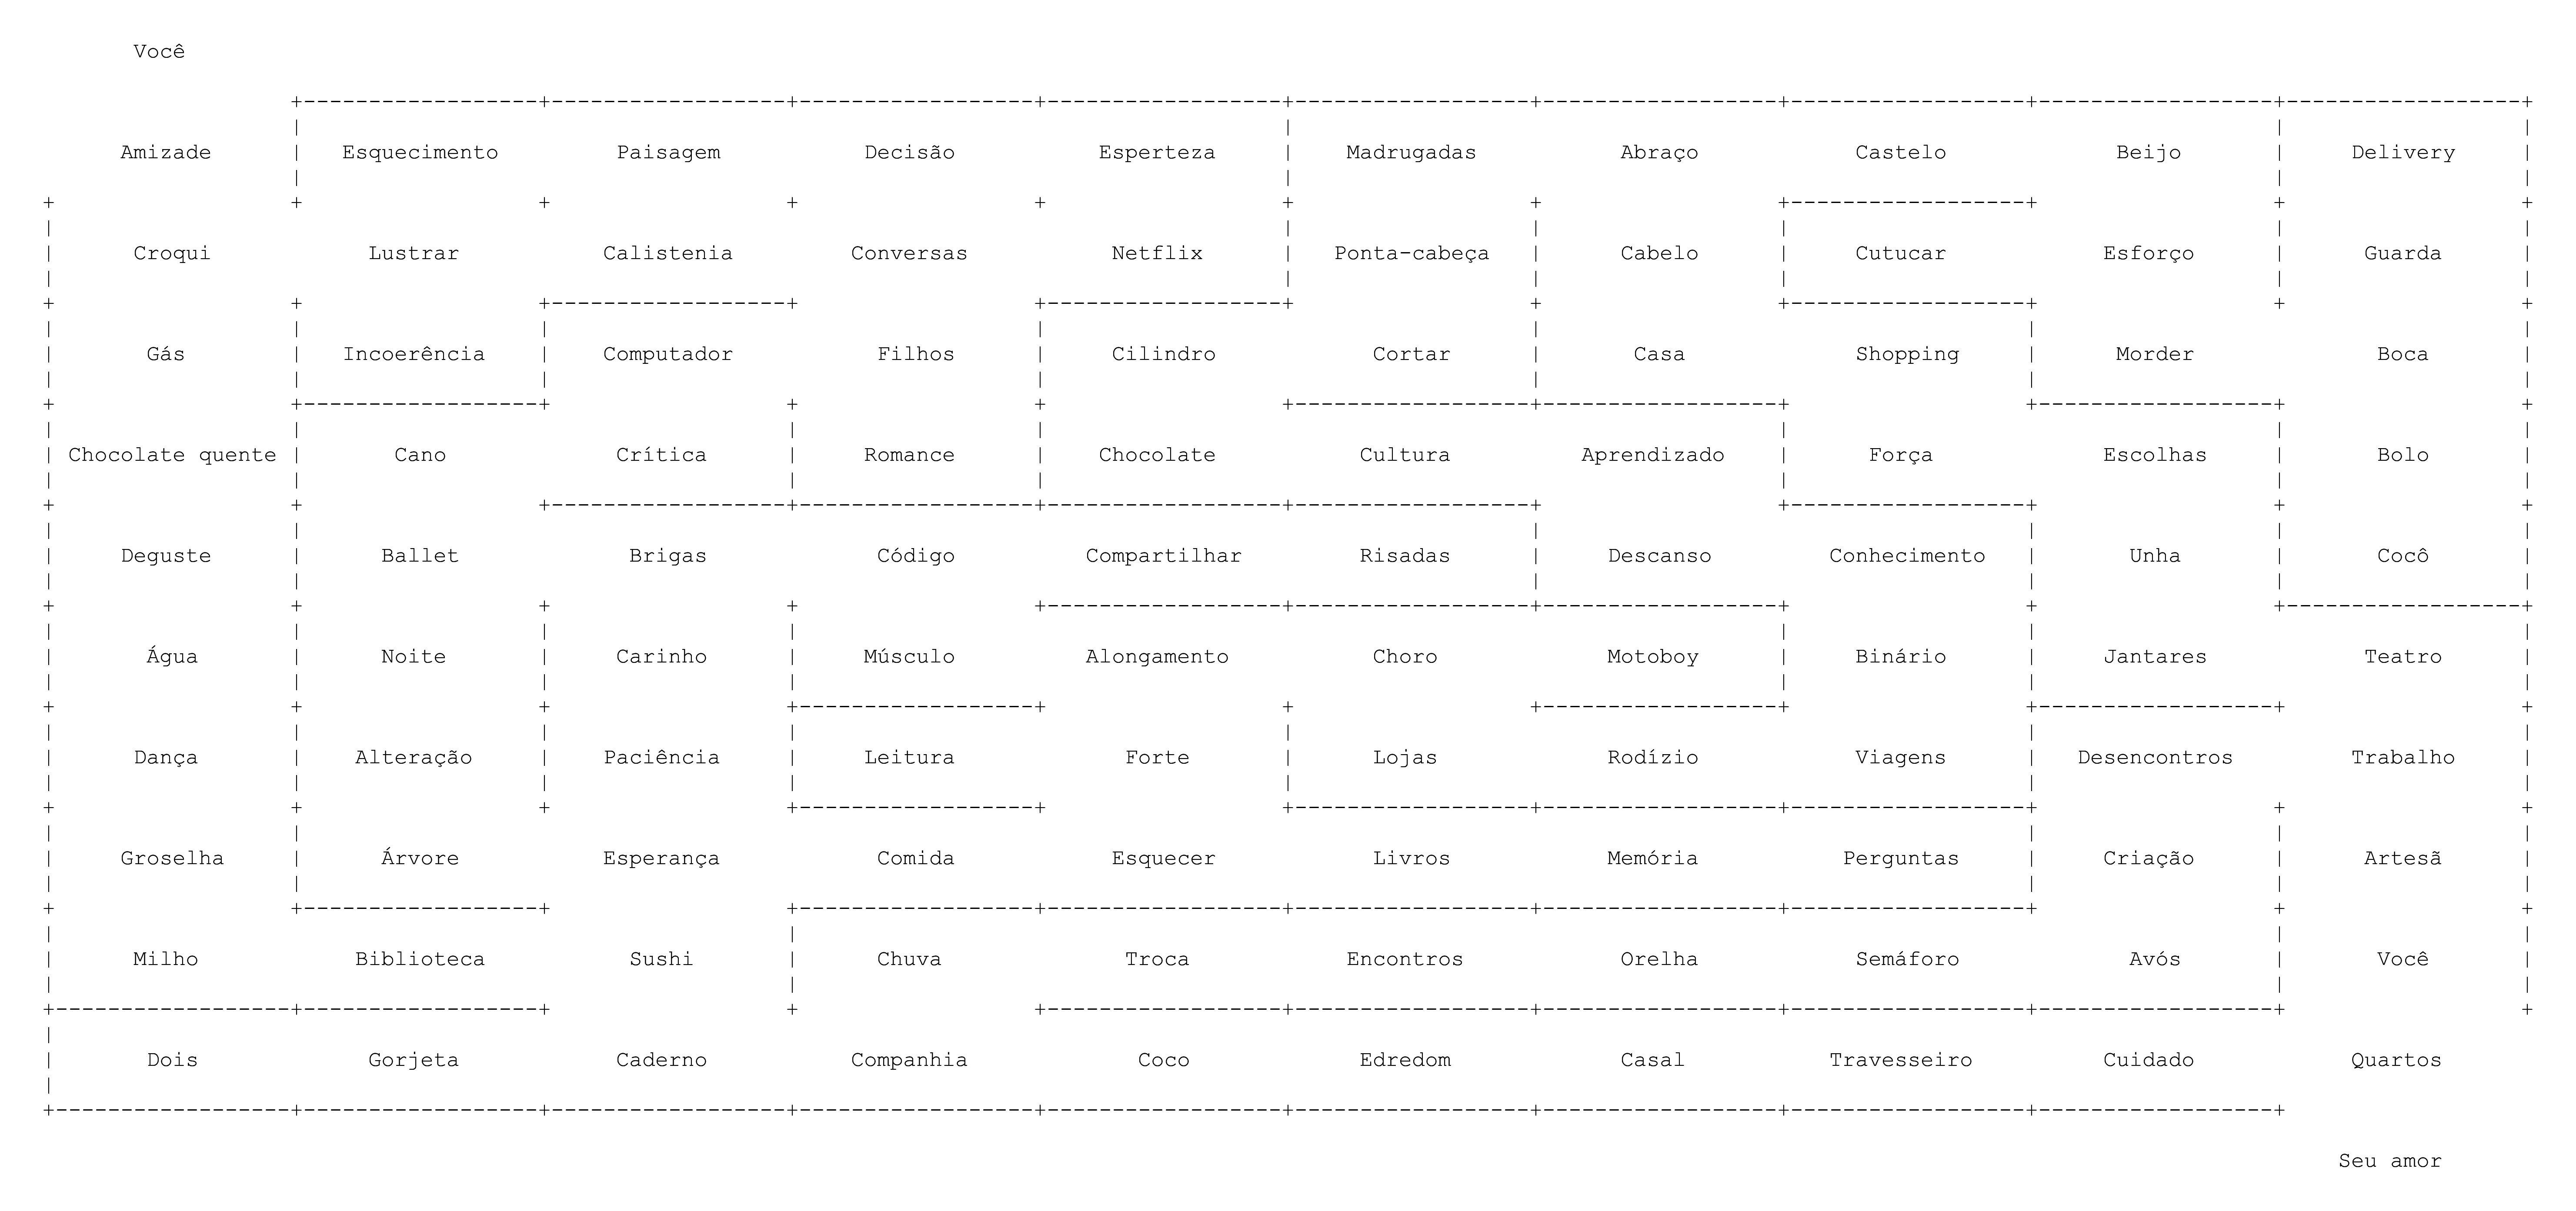 Você
Amizade Esquecimento Paisagem Decisão Esperteza Madrugadas Abraço Castelo Beijo Delivery
Croqui Lustrar Calistenia Conversas Netflix Ponta-cabeça Cabelo Cutucar Esforço Guarda
Gás Incoerência Computador Filhos Cilindro Cortar Casa Shopping Morder Boca
Chocolate quente Cano Crítica Romance Chocolate Cultura Aprendizado Força Escolhas Bolo
Deguste Ballet Brigas Código Compartilhar Risadas Descanso Conhecimento Unha Cocô
Água Noite Carinho Músculo Alongamento Choro Motoboy Binário Jantares Teatro
Dança Alteração Paciência Leitura Forte Lojas Rodízio Viagens Desencontros Trabalho
Groselha Árvore Esperança Comida Esquecer Livros Memória Perguntas Criação Artesã
Milho Biblioteca Sushi Chuva Troca Encontros Orelha Semáforo Avós Você
Dois Gorjeta Caderno Companhia Coco Edredom Casal Travesseiro Cuidado Quartos
Seu amor